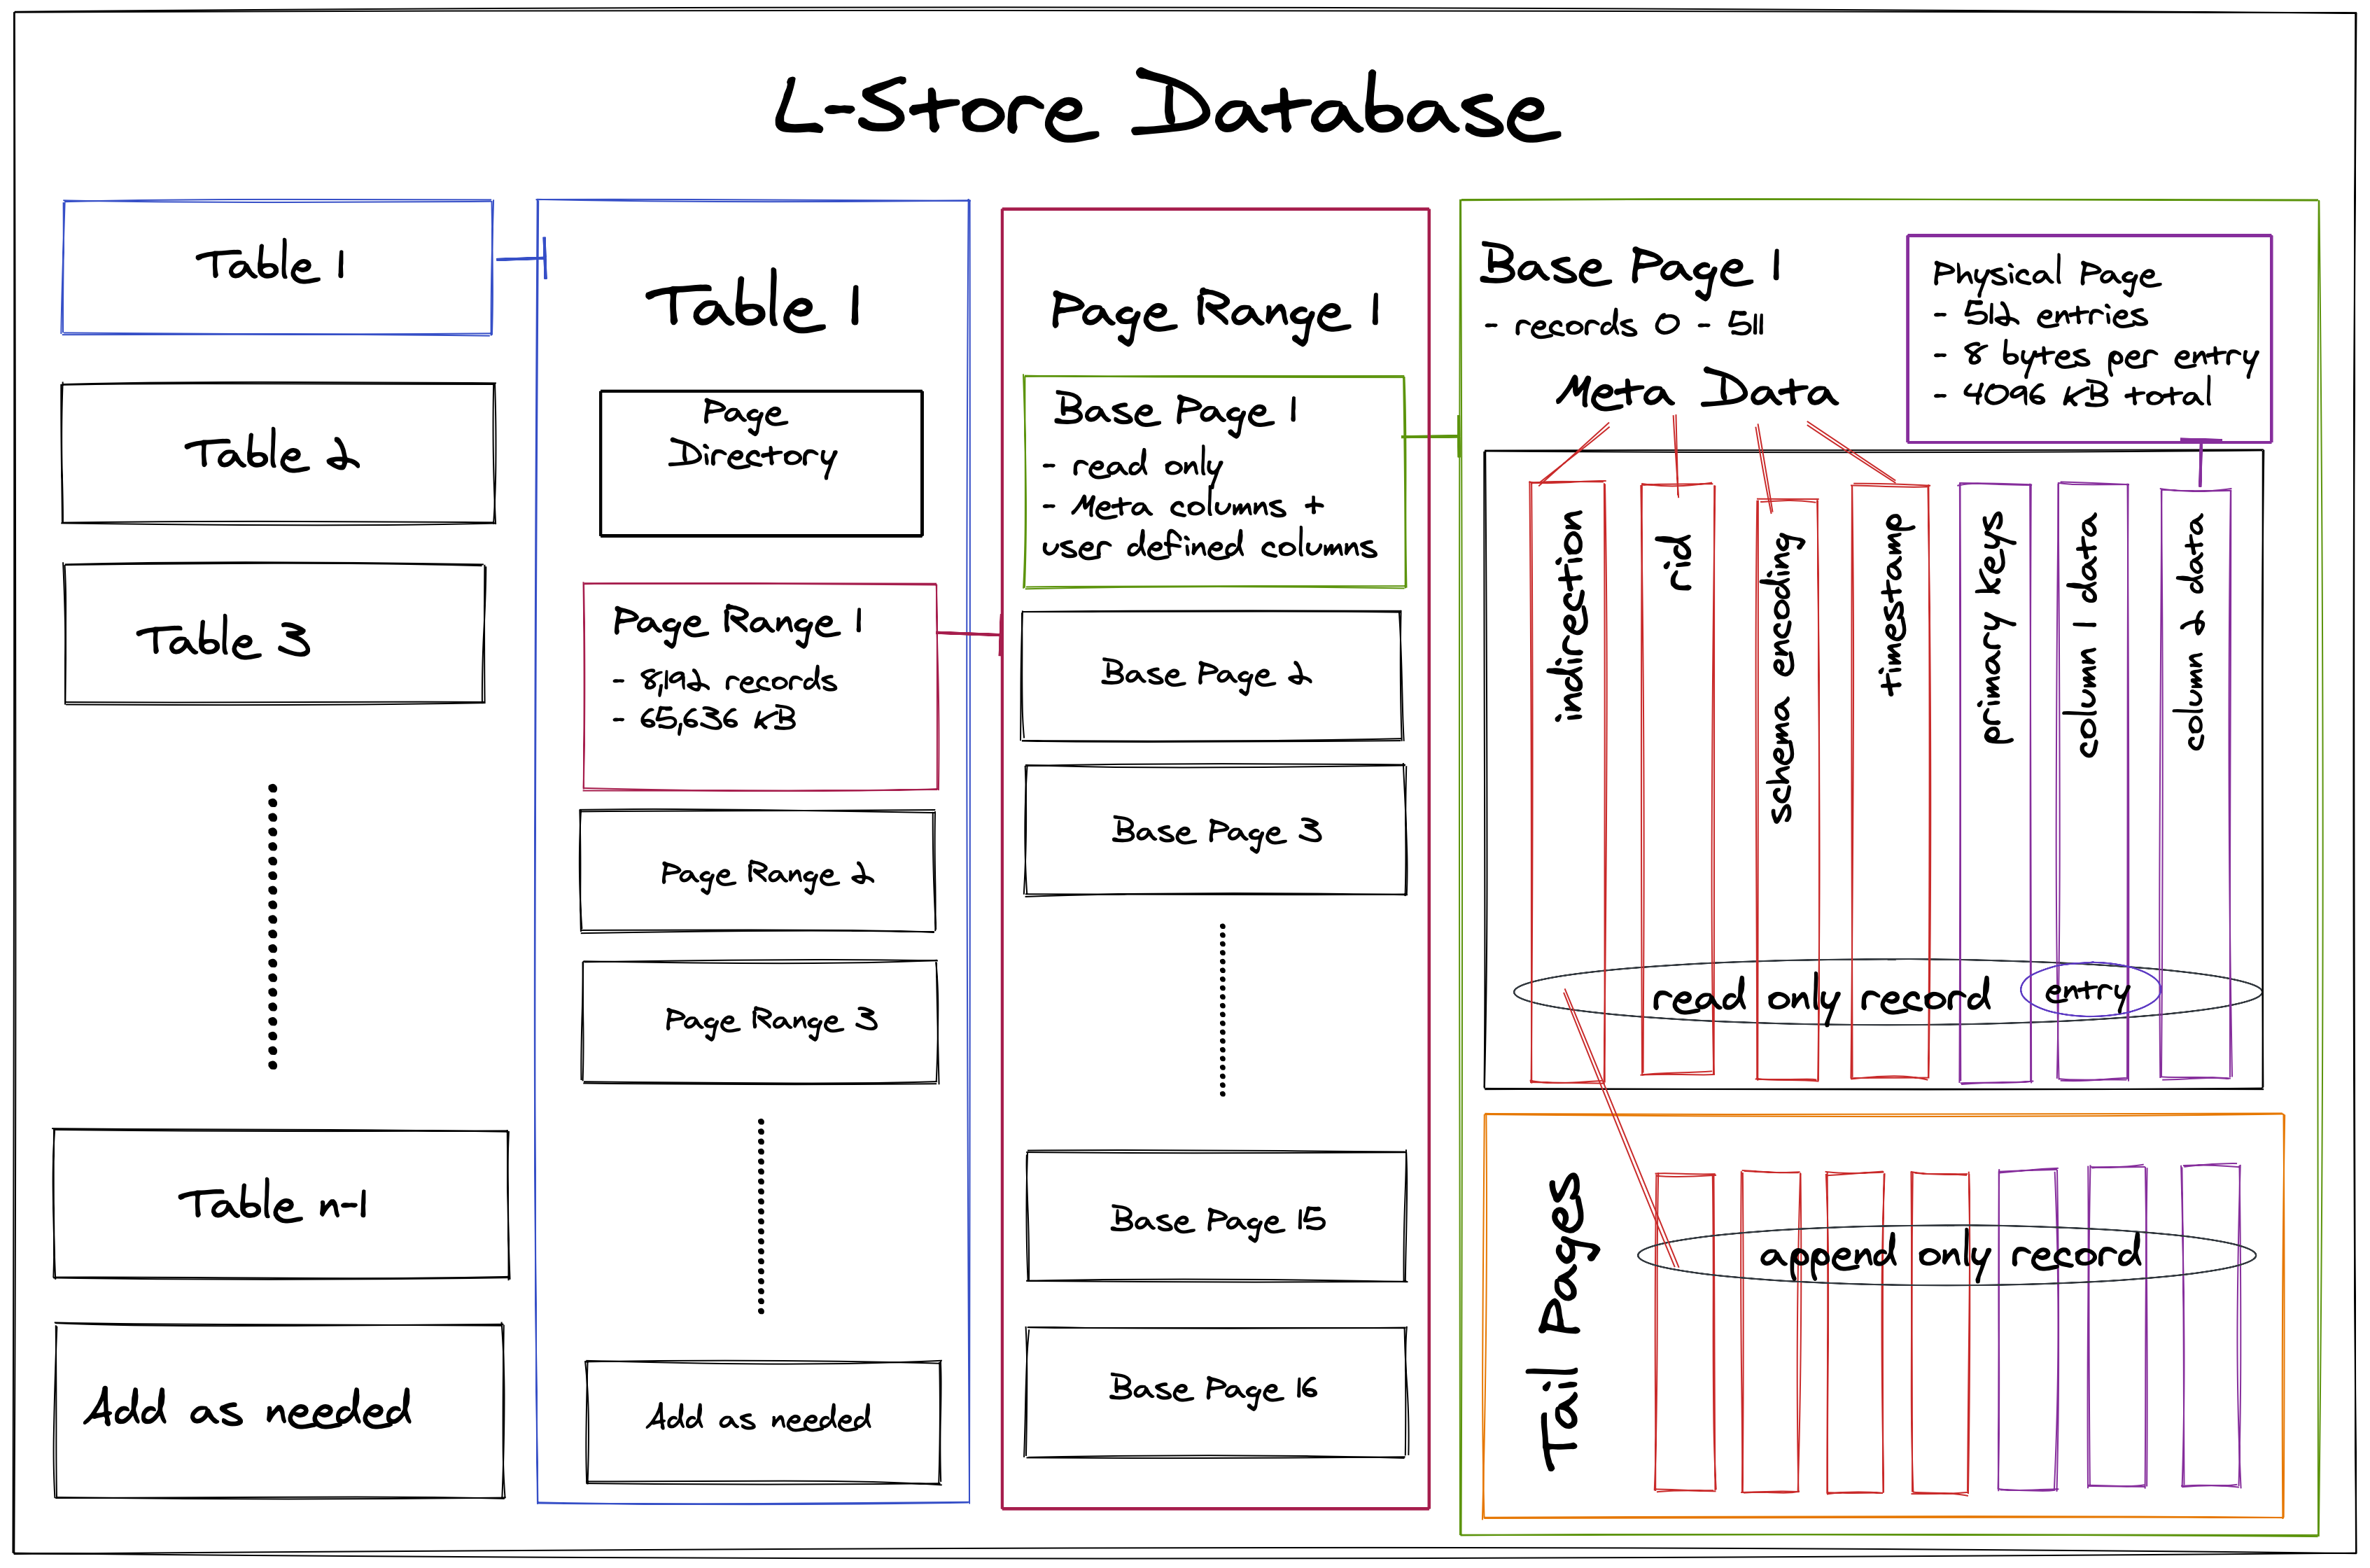 L-Store Database
Table 1
Table 2
Table 3
Table n-1
Add as needed
Table 1
Page
Directory
Page Range 1
- 8,192 records
- 65,636 KB
Page Range 2
Page Range 3
Add as needed
Page Range 1
Base Page 1
- read only
- Meta columns +
user defined columns
Base Page 2
Base Page 3
Base Page 15
Base Page 16
Base Page 1
- records 0 - 511
Physical Page
- 512 entries
- 8 bytes per entry
- 4096 KB total
Meta Data
indirection
rid
schema encoding
timestamp
primary keys
column 1 data
column 2 data
read only record
entry
Tail Pages
append only record